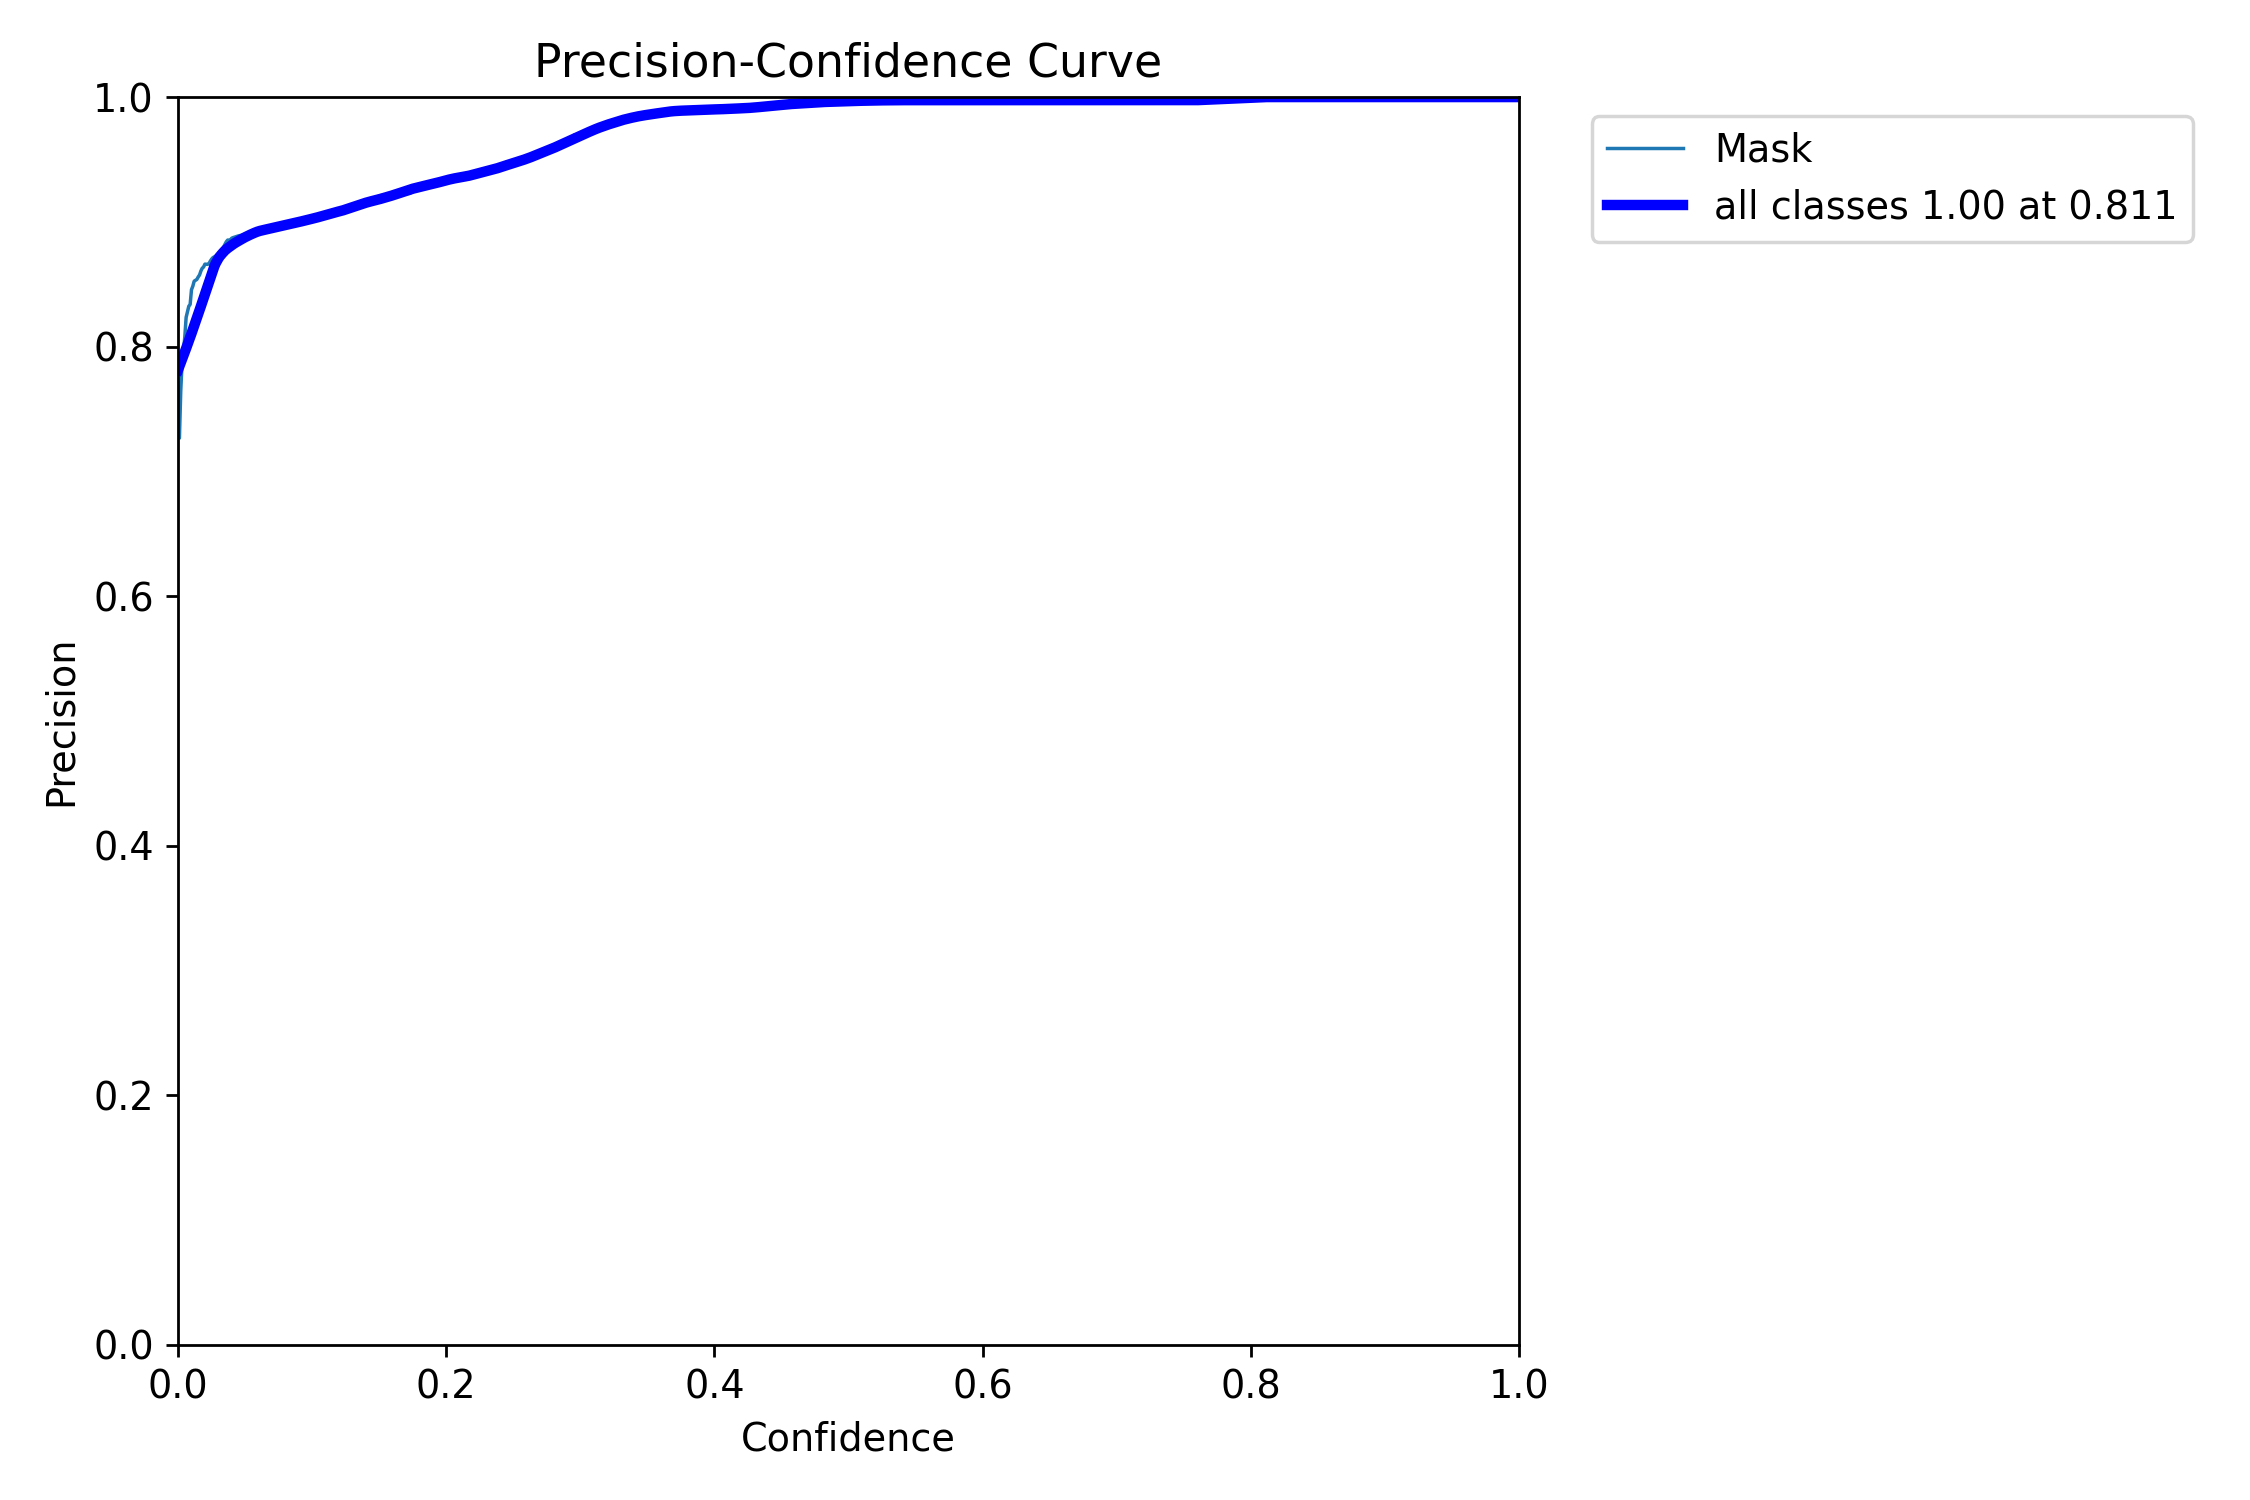 Precision-Confidence Curve
1.0
0.8
0.6
0.4
0.2
0.0
Precision
0.0 0.2 0.4 0.6 0.8 1.0
Confidence
Mask
all classes 1.00 at 0.811